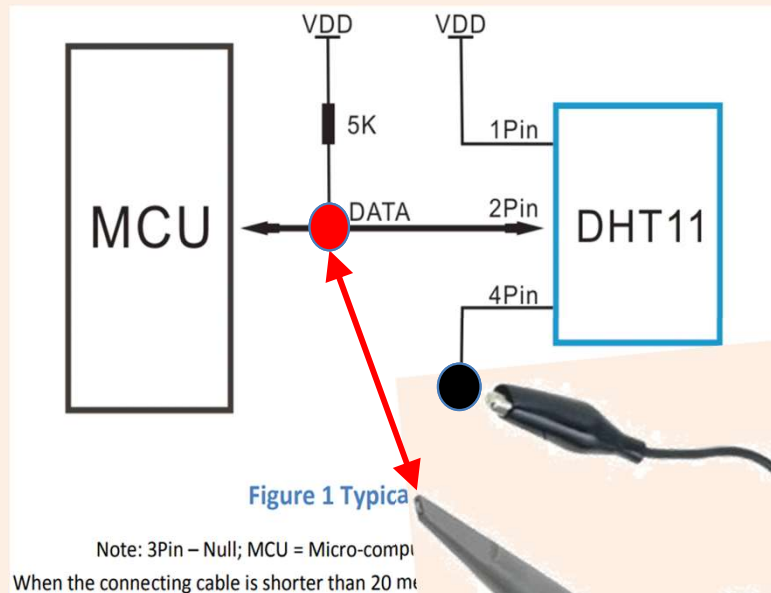 VDD
VDD
5K
1Pin
MCU
DATA
2Pin
DHT11
4Pin
Figure 1 Typica
Note: 3Pin – Null; MCU = Micro-compu
When the connecting cable is shorter than 20 me